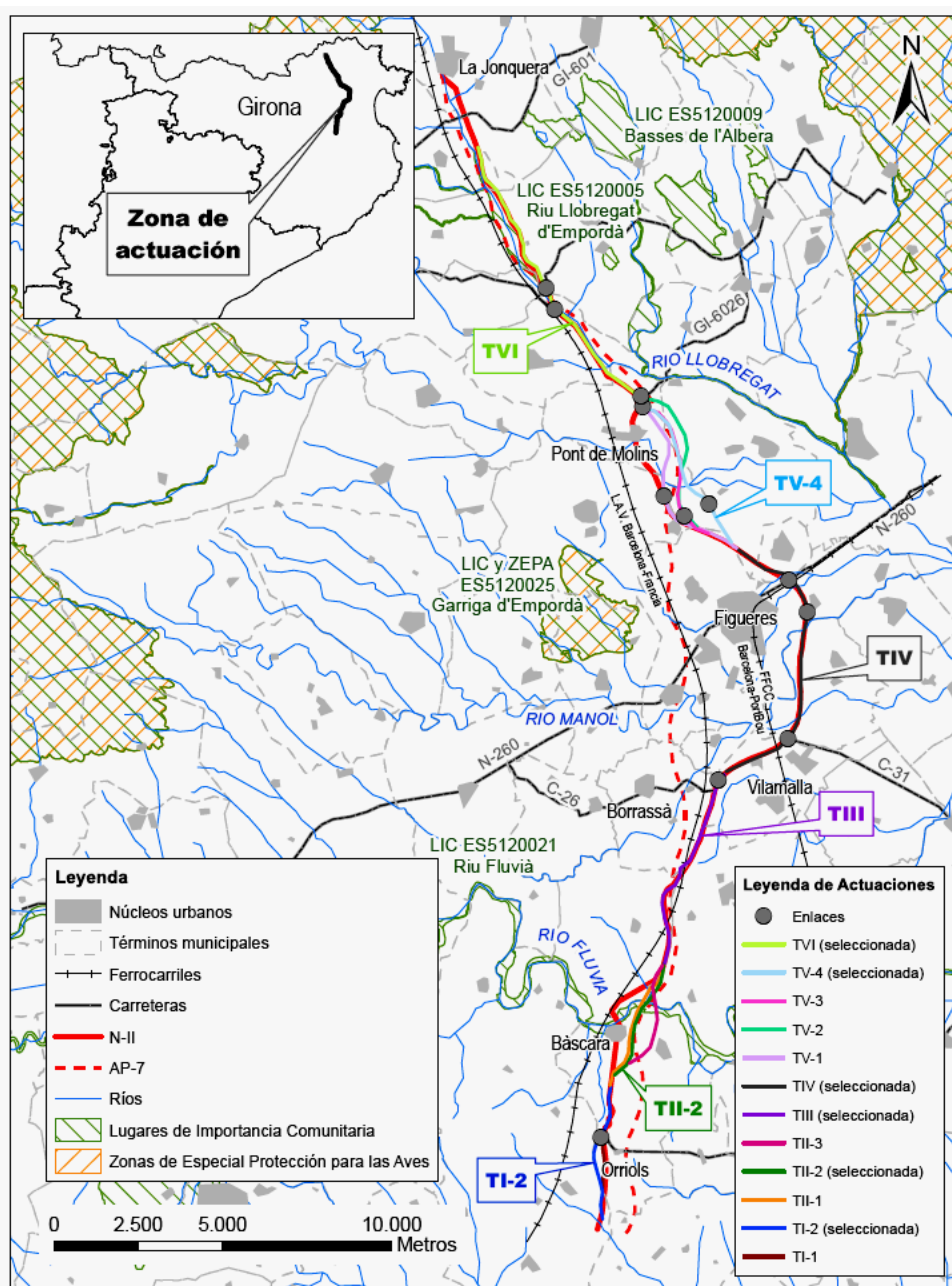 Girona
Zona de
actuación
N
La Jonquera
GI-601
LIC ES5120009
Basses de l'Albera
LIC ES5120005
Riu Llobregat
d'Empordà
GI-6026
TVI
RIO LLOBREGAT
Pont de Molins
TV-4
N-260
L.A.V. Barcelona-Francia
LIC y ZEPA
ES5120025
Garriga d'Empordà
Figueres
FFCC
Barcelona-PortBou
TIV
RIO MANOL
N-260
C-26
C-31
Borrassà
Vilamalla
TIII
LIC ES5120021
Riu Fluvià
RIO FLUVIA
Bàscara
TII-2
TI-2
Orriols
Leyenda
Núcleos urbanos
Términos municipales
Ferrocarriles
Carreteras
N-II
AP-7
Ríos
Lugares de Importancia Comunitaria
Zonas de Especial Protección para las Aves
0 2.500 5.000 10.000
Metros
Leyenda de Actuaciones
Enlaces
TVI (seleccionada)
TV-4 (seleccionada)
TV-3
TV-2
TV-1
TIV (seleccionada)
TIII (seleccionada)
TII-3
TII-2 (seleccionada)
TII-1
TI-2 (seleccionada)
TI-1